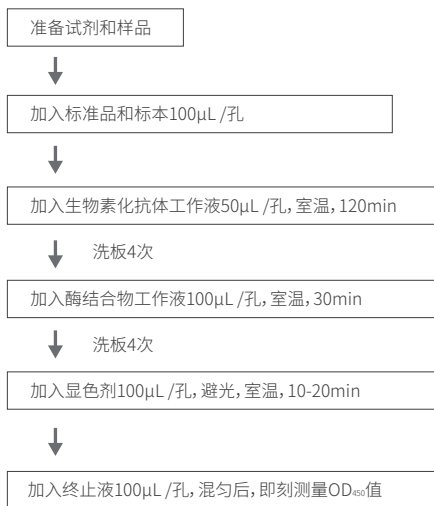 准备试剂和样品
加入标准品和标本100μL /孔
加入生物素化抗体工作液50μL /孔, 室温, 120min
洗板4次
加入酶结合物工作液100μL /孔, 室温, 30min
洗板4次
加入显色剂100μL /孔, 避光, 室温, 10-20min
加入终止液100μL /孔, 混匀后, 即刻测量OD₄₅₀值